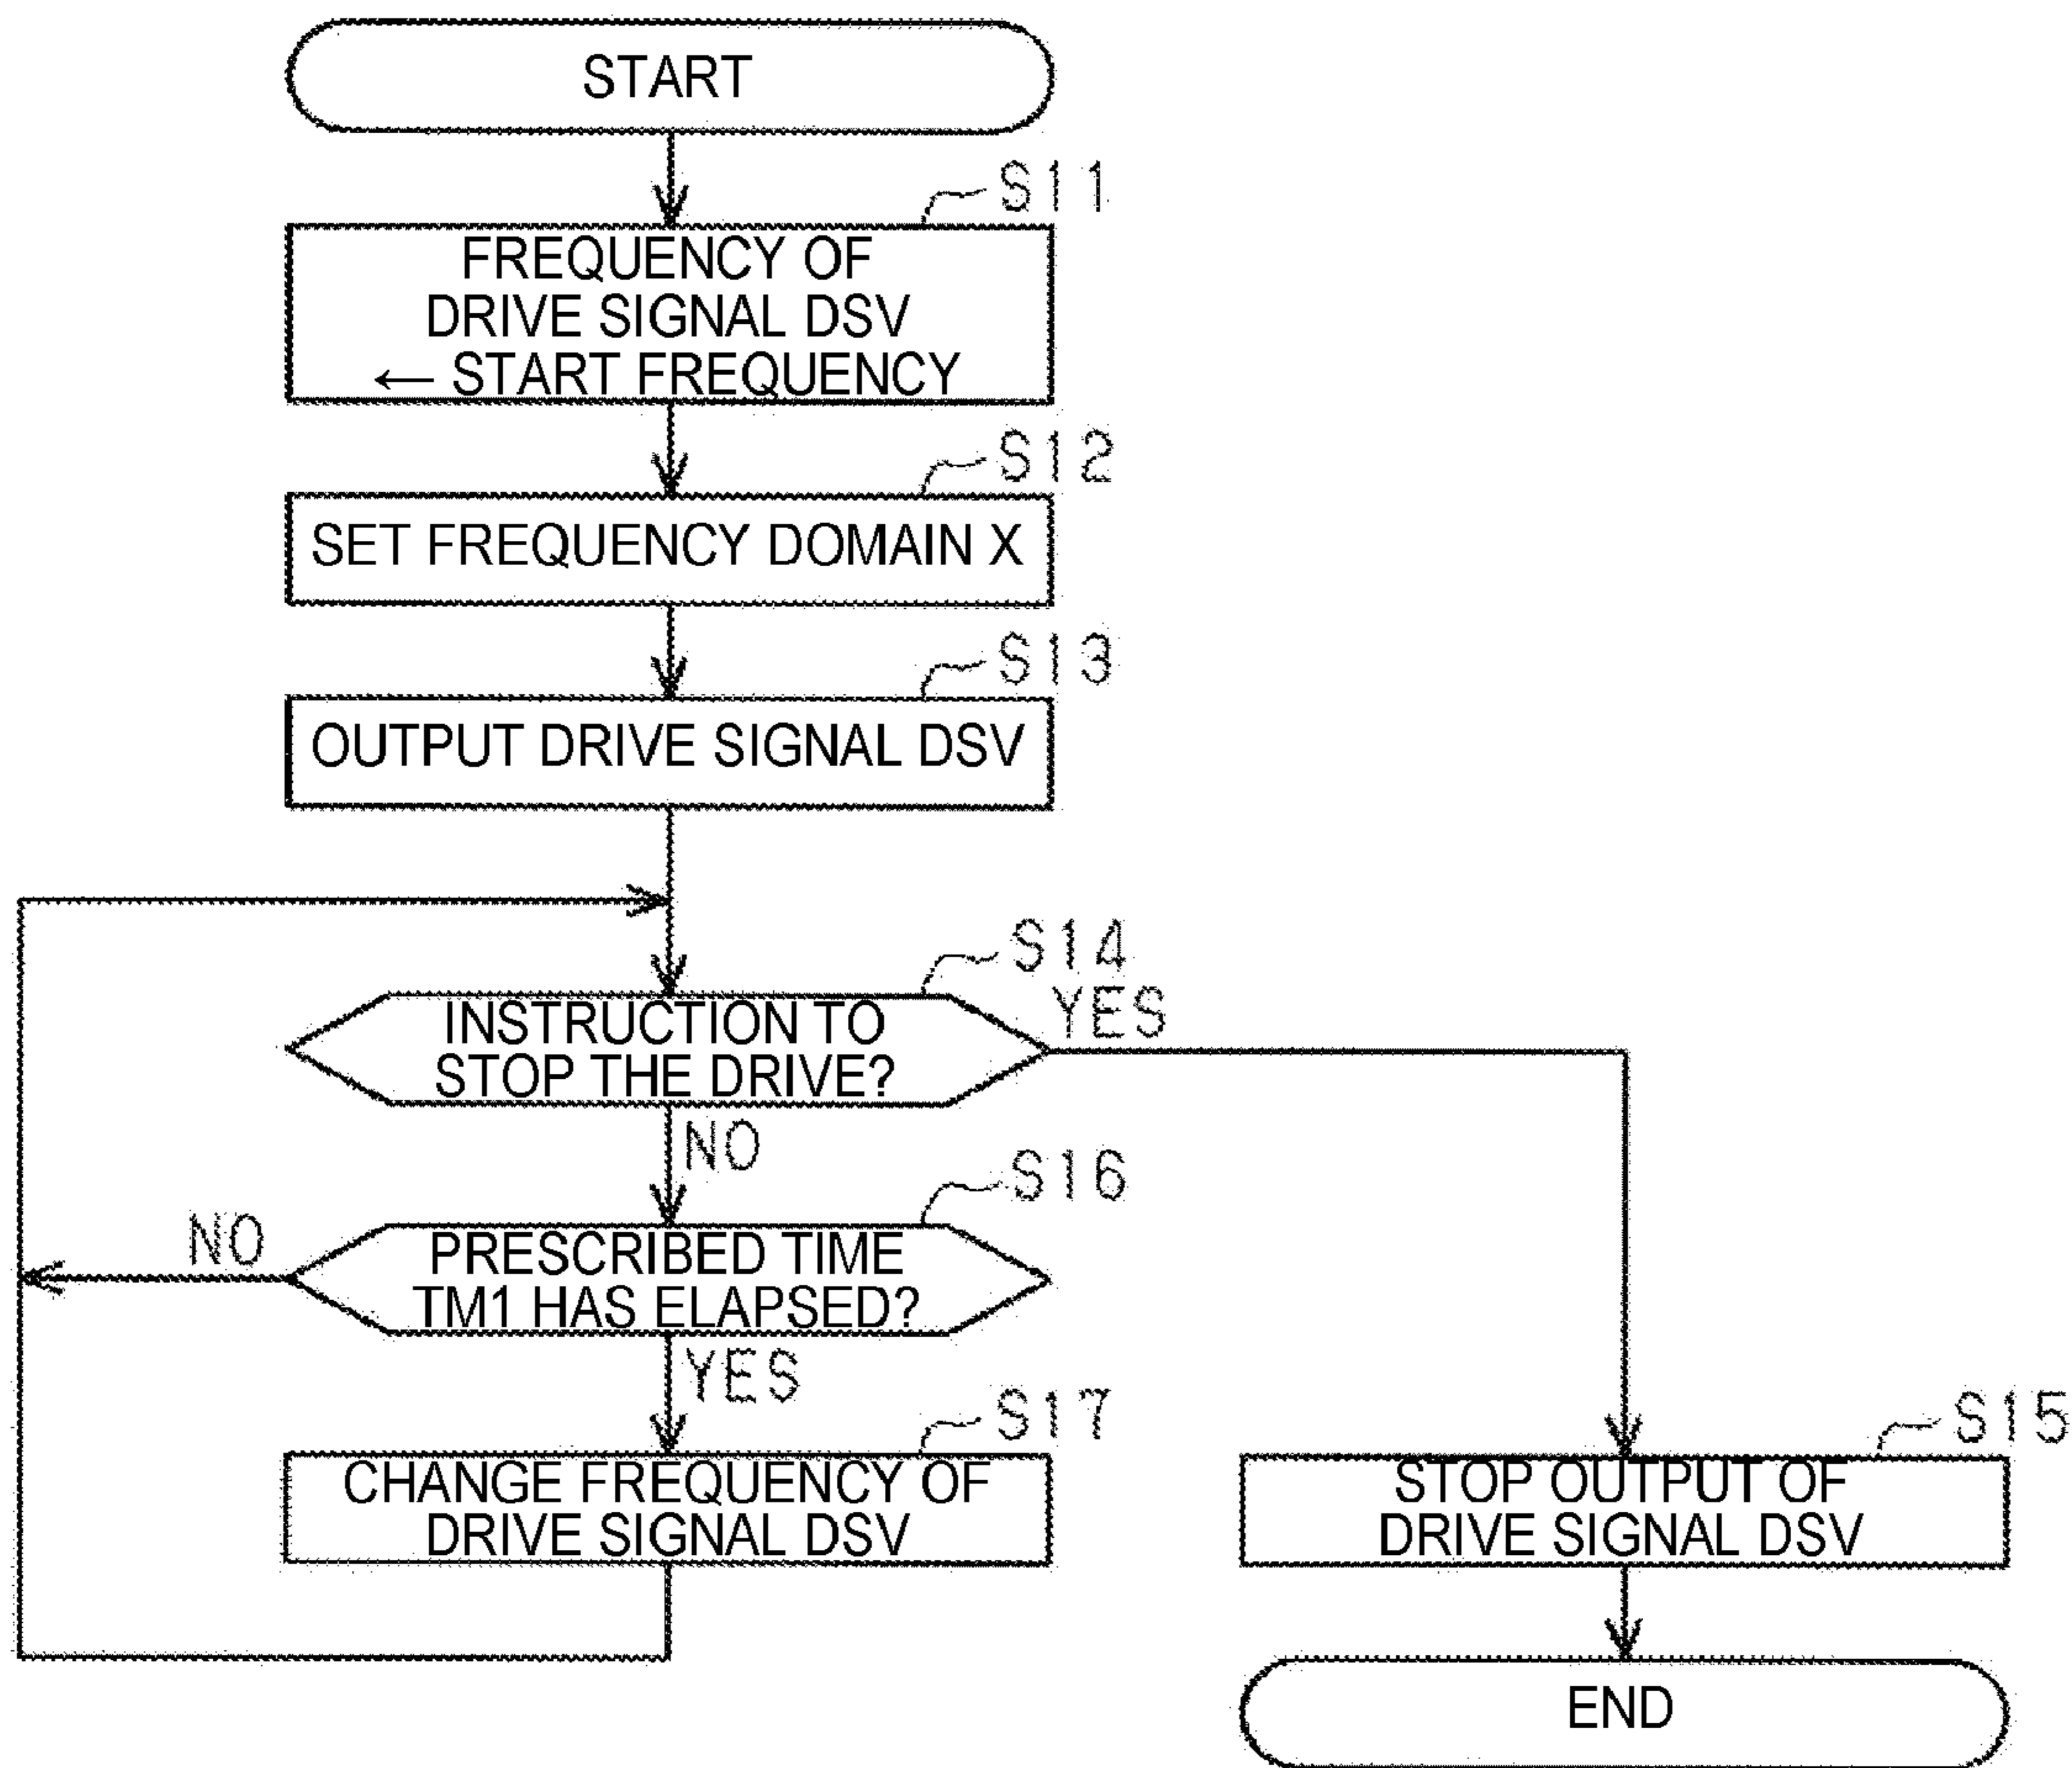 START
S11
FREQUENCY OF
DRIVE SIGNAL DSV
← START FREQUENCY
S12
SET FREQUENCY DOMAIN X
S13
OUTPUT DRIVE SIGNAL DSV
S14
INSTRUCTION TO
STOP THE DRIVE?
YES
NO
S16
PRESCRIBED TIME
TM1 HAS ELAPSED?
NO
YES
S17
CHANGE FREQUENCY OF
DRIVE SIGNAL DSV
S15
STOP OUTPUT OF
DRIVE SIGNAL DSV
END